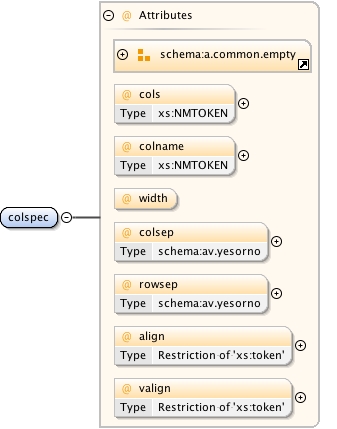 @ Attributes
schema:a.common.empty
@ cols
Type xs:NMTOKEN
@ colname
Type xs:NMTOKEN
@ width
colspec
@ colsep
Type schema:av.yesorno
@ rowsep
Type schema:av.yesorno
@ align
Type Restriction of 'xs:token'
@ valign
Type Restriction of 'xs:token'